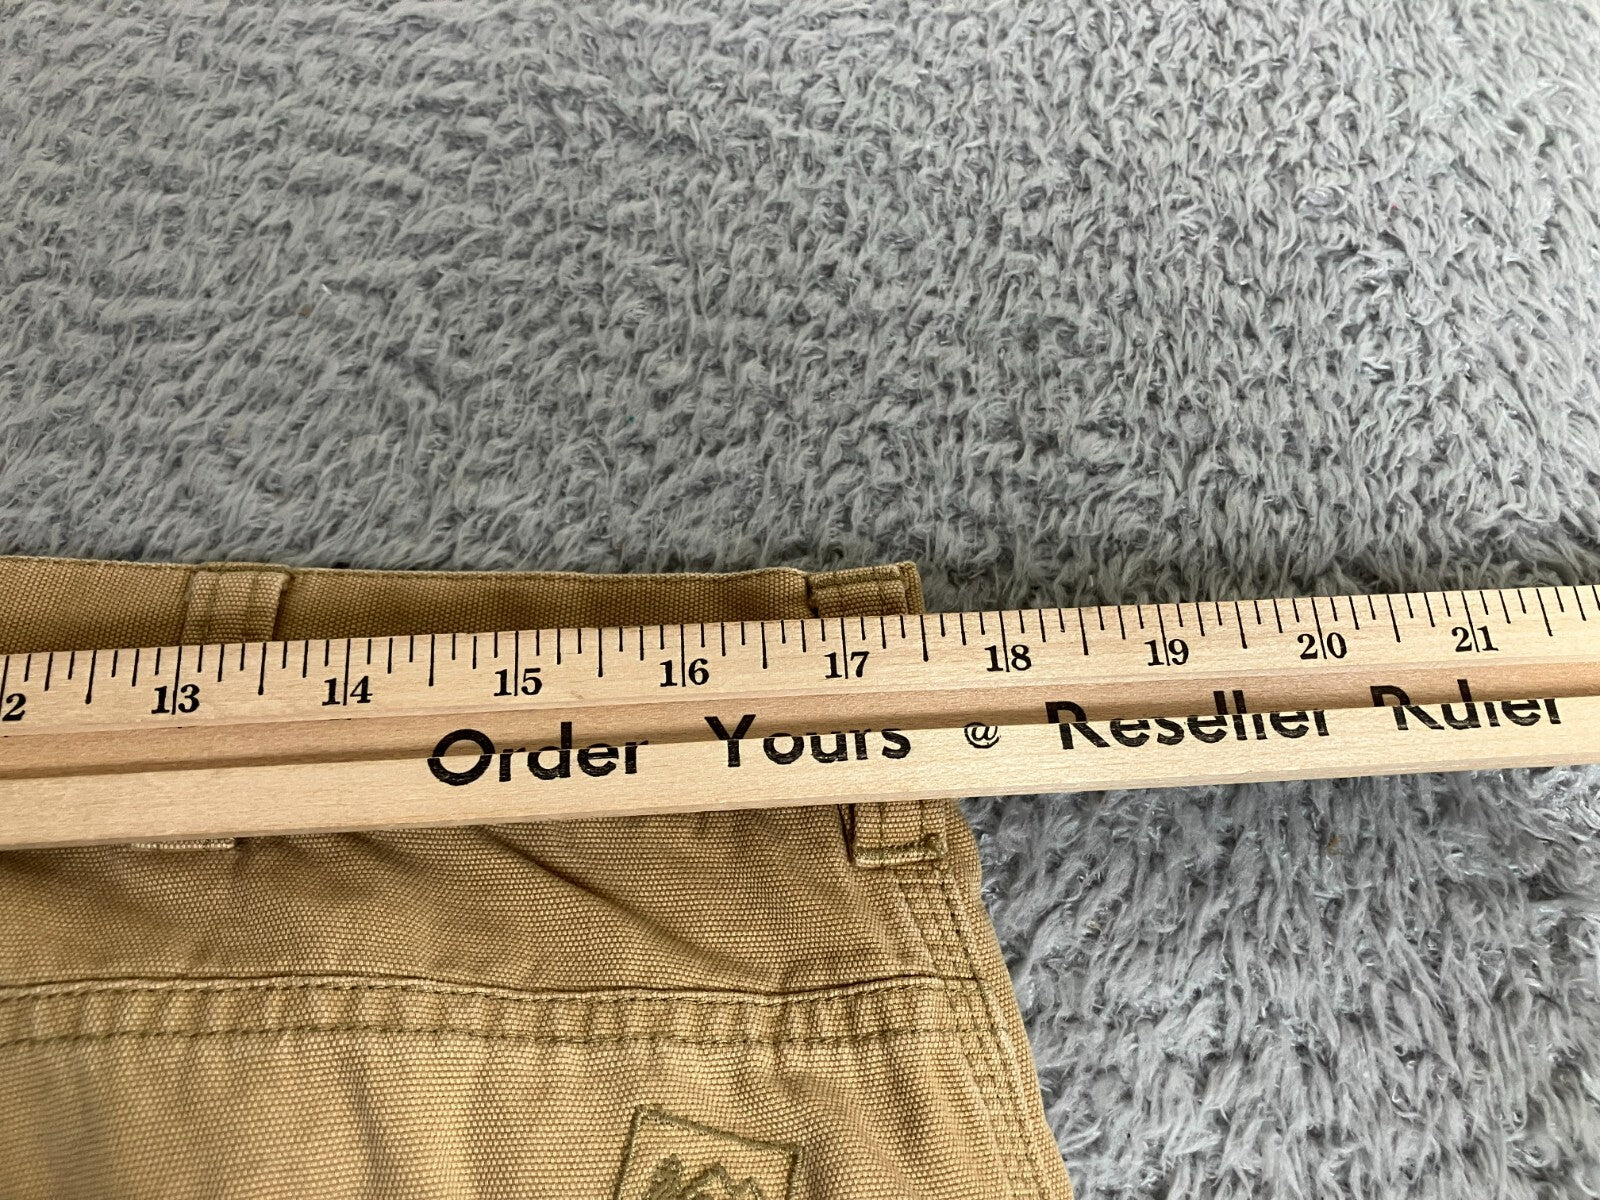 2 13 14 15 16 17 18 19 20 21
Order Yours @ Reseller Ruler